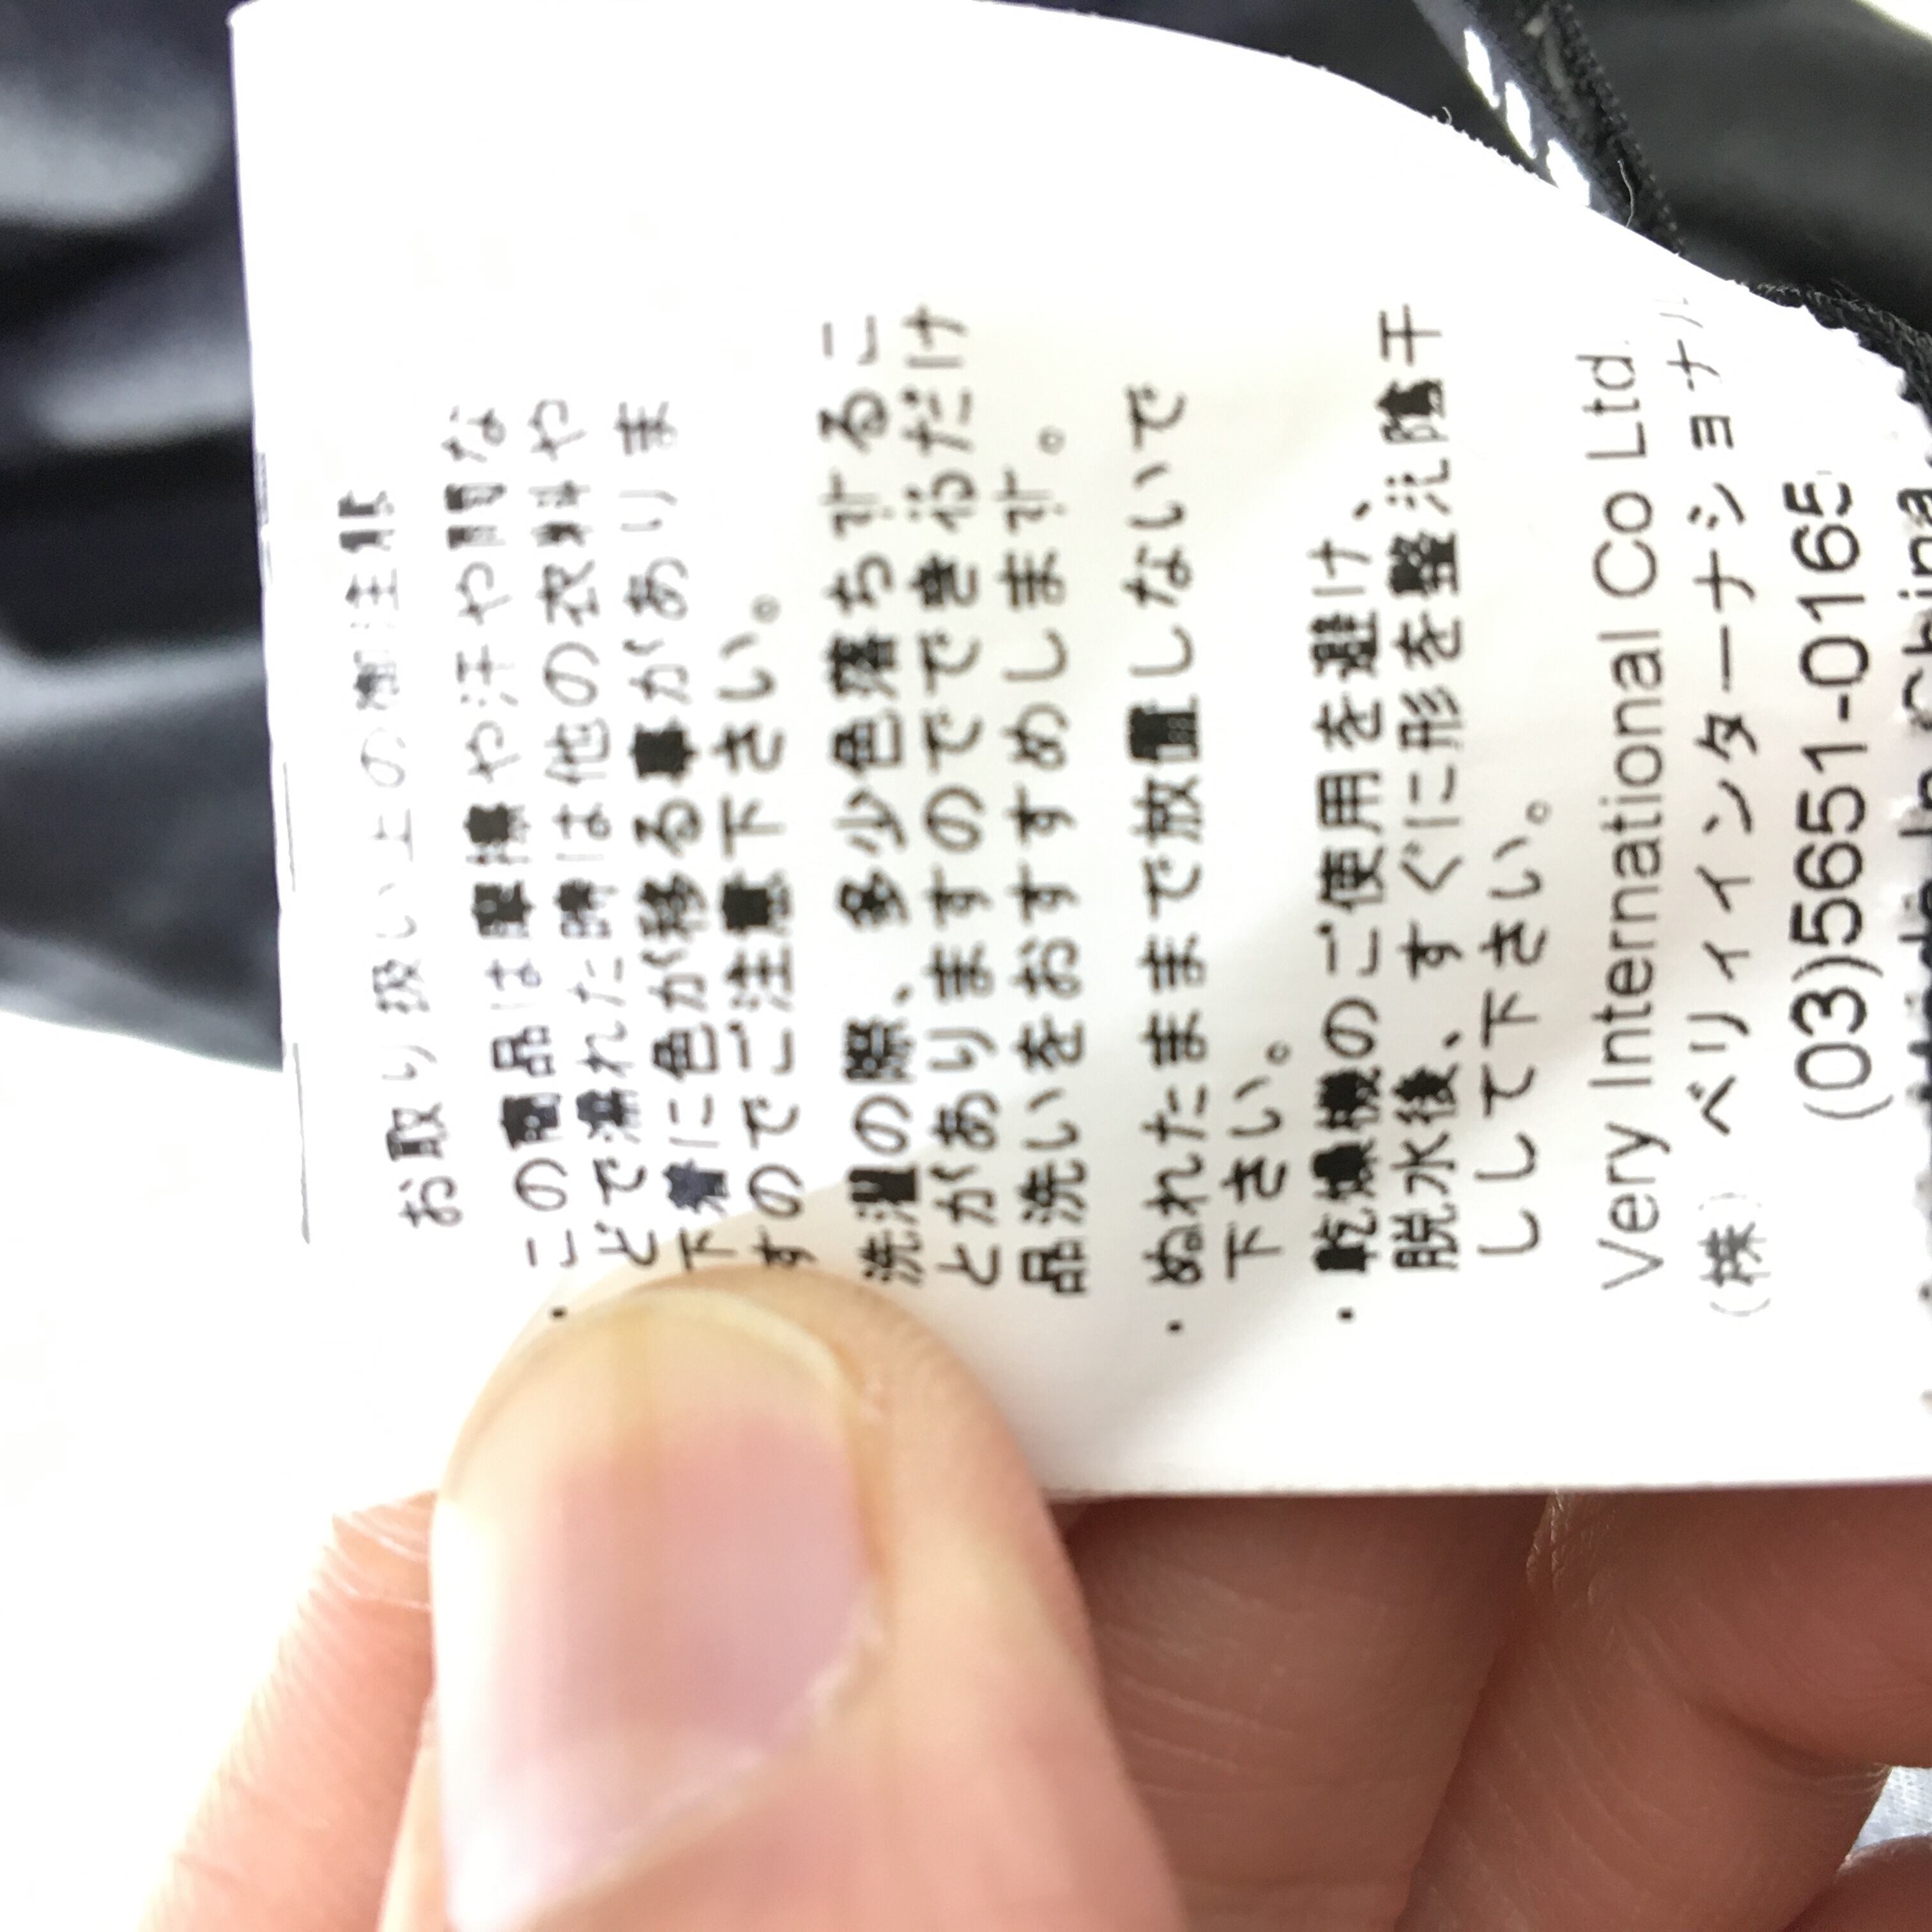 お取り扱い上の御注意
・この商品は摩擦や汗や雨な
どで濡れた時は他の衣料や
下着に色が移る事がありま
すのでご注意下さい。
洗濯の際、多少色落ちするこ
とがありますのでできるだけ
品洗いをおすすめします。
・ぬれたままで放置しないで
下さい。
・乾燥機のご使用を避け、
脱水後、すぐに形を整え陰干
しして下さい。
Very International Co Ltd.
(株) ベリィインターナショナル
(03)5651-0165
Made In China